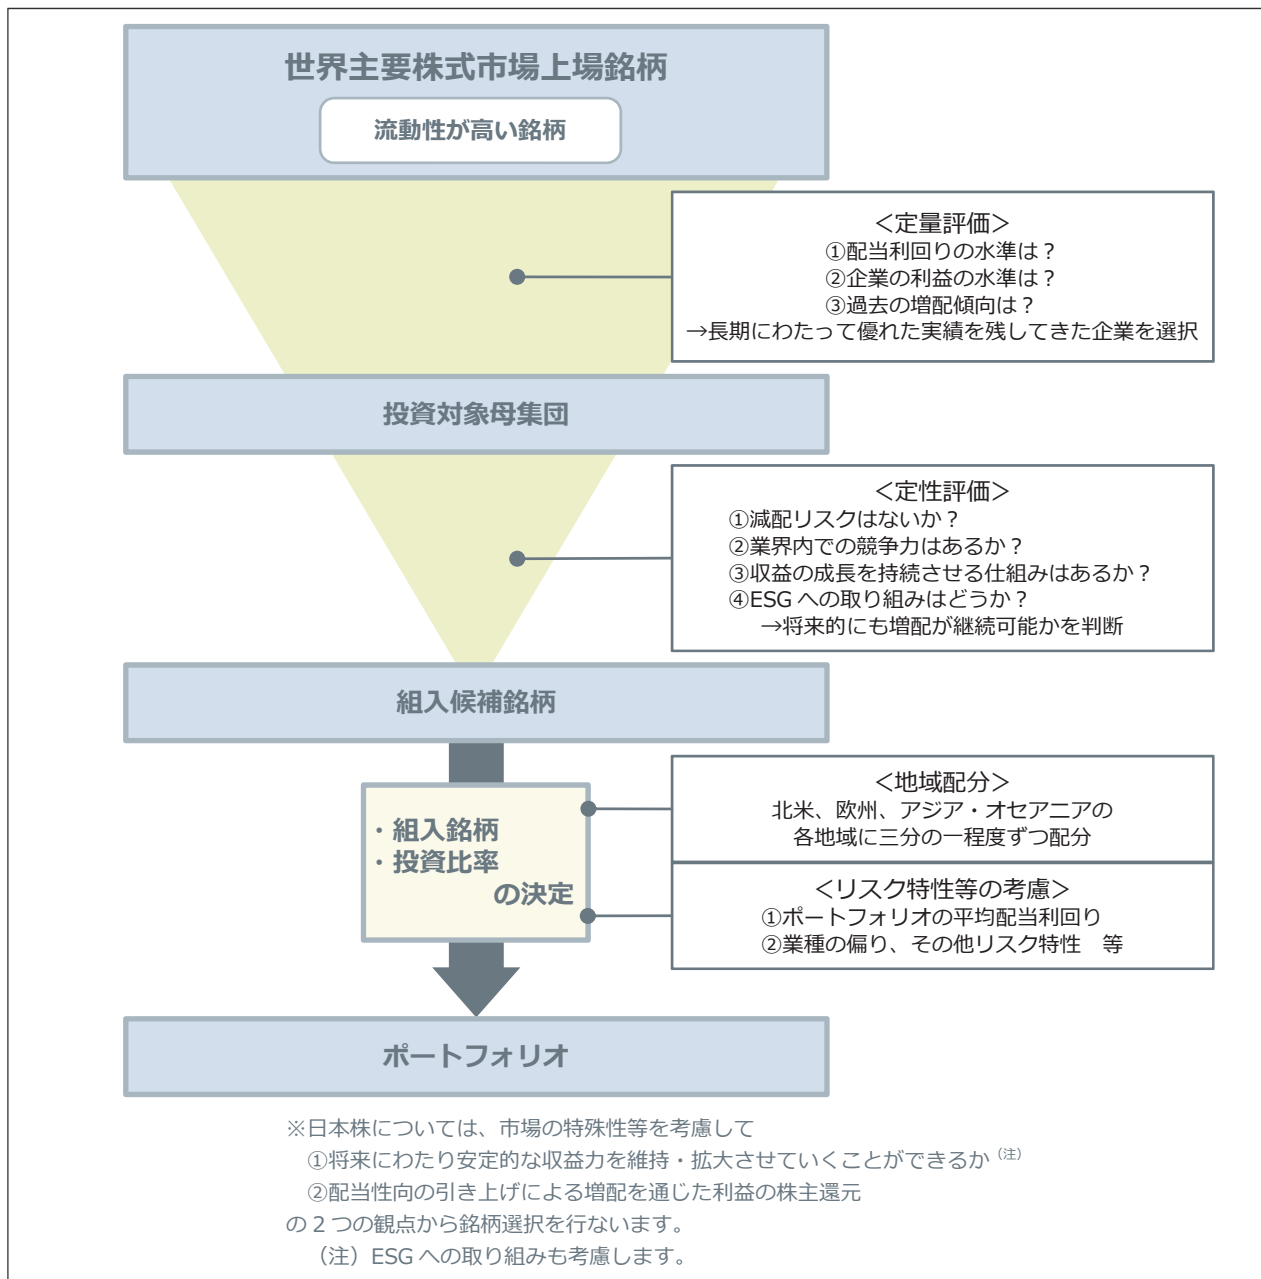 世界主要株式市場上場銘柄
流動性が高い銘柄
＜定量評価＞
①配当利回りの水準は？
②企業の利益の水準は？
③過去の増配傾向は？
→長期にわたって優れた実績を残してきた企業を選択
投資対象母集団
＜定性評価＞
①減配リスクはないか？
②業界内での競争力はあるか？
③収益の成長を持続させる仕組みはあるか？
④ESG への取り組みはどうか？
→将来的にも増配が継続可能かを判断
組入候補銘柄
・組入銘柄
・投資比率
の決定
＜地域配分＞
北米、欧州、アジア・オセアニアの
各地域に三分の一程度ずつ配分
＜リスク特性等の考慮＞
①ポートフォリオの平均配当利回り
②業種の偏り、その他リスク特性　等
ポートフォリオ
※日本株については、市場の特殊性等を考慮して
①将来にわたり安定的な収益力を維持・拡大させていくことができるか（注）
②配当性向の引き上げによる増配を通じた利益の株主還元
の 2 つの観点から銘柄選択を行ないます。
（注）ESG への取り組みも考慮します。